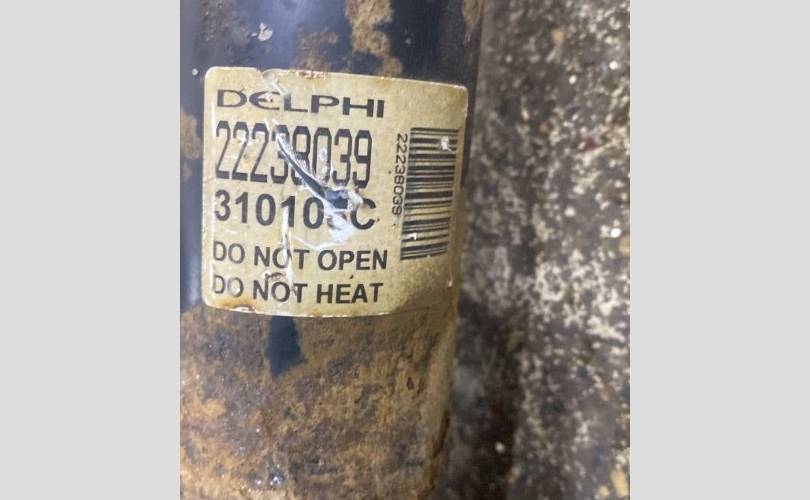 DELPHI
22238039
22238039
DO NOT OPEN
DO NOT HEAT